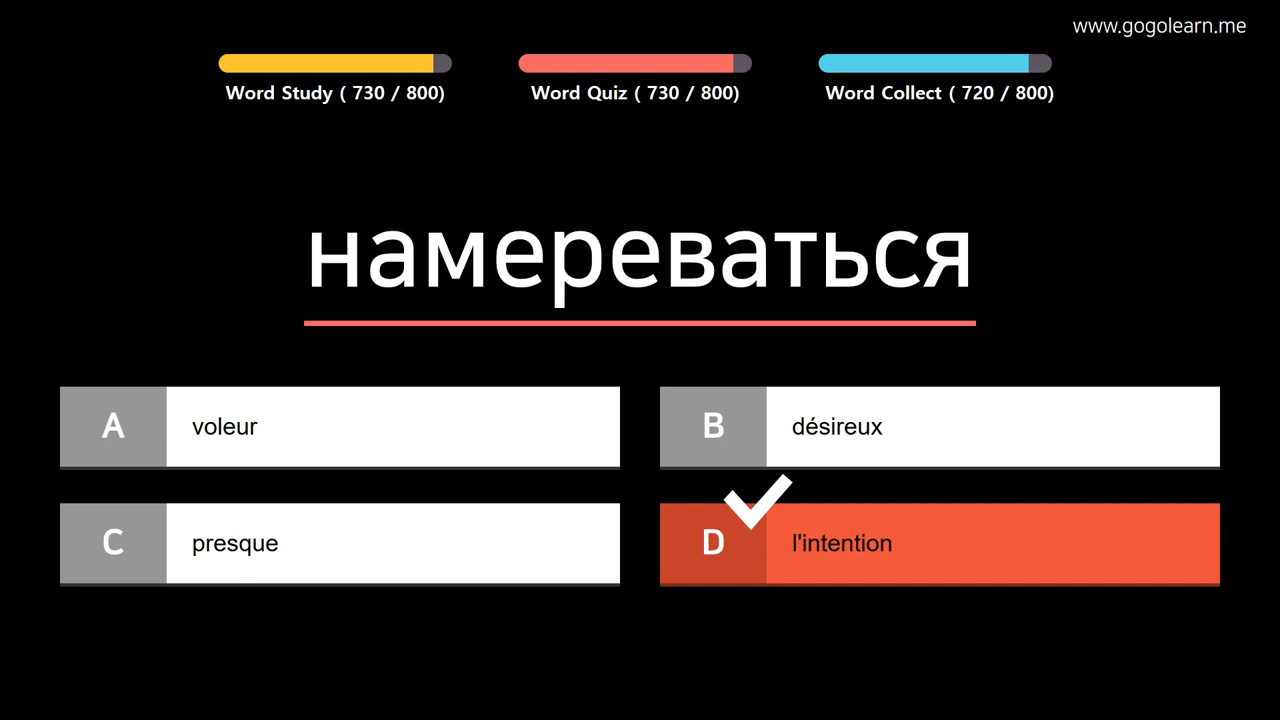 www.gogolearn.me
Word Study ( 730 / 800)
Word Quiz ( 730 / 800)
Word Collect ( 720 / 800)
намереваться
A voleur
B désireux
C presque
D l'intention